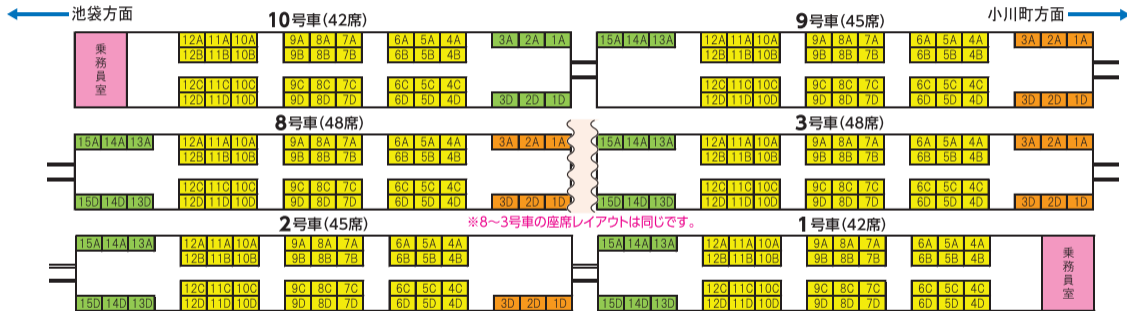 池袋方面 10号車(42席) 9号車(45席) 小川町方面
乗務員室
12A 11A 10A 9A 8A 7A 6A 5A 4A 3A 2A 1A 15A 14A 13A 12A 11A 10A 9A 8A 7A 6A 5A 4A 3A 2A 1A
12B 11B 10B 9B 8B 7B 6B 5B 4B 12B 11B 10B 9B 8B 7B 6B 5B 4B
12C 11C 10C 9C 8C 7C 6C 5C 4C 12C 11C 10C 9C 8C 7C 6C 5C 4C
12D 11D 10D 9D 8D 7D 6D 5D 4D 3D 2D 1D 12D 11D 10D 9D 8D 7D 6D 5D 4D 3D 2D 1D
8号車(48席) 3号車(48席)
15A 14A 13A 12A 11A 10A 9A 8A 7A 6A 5A 4A 3A 2A 1A 15A 14A 13A 12A 11A 10A 9A 8A 7A 6A 5A 4A 3A 2A 1A
12B 11B 10B 9B 8B 7B 6B 5B 4B 12B 11B 10B 9B 8B 7B 6B 5B 4B
12C 11C 10C 9C 8C 7C 6C 5C 4C 12C 11C 10C 9C 8C 7C 6C 5C 4C
15D 14D 13D 12D 11D 10D 9D 8D 7D 6D 5D 4D 3D 2D 1D 15D 14D 13D 12D 11D 10D 9D 8D 7D 6D 5D 4D 3D 2D 1D
2号車(45席) ※8~3号車の座席レイアウトは同じです。 1号車(42席)
15A 14A 13A 12A 11A 10A 9A 8A 7A 6A 5A 4A 15A 14A 13A 12A 11A 10A 9A 8A 7A 6A 5A 4A
12B 11B 10B 9B 8B 7B 6B 5B 4B 12B 11B 10B 9B 8B 7B 6B 5B 4B
12C 11C 10C 9C 8C 7C 6C 5C 4C 12C 11C 10C 9C 8C 7C 6C 5C 4C
15D 14D 13D 12D 11D 10D 9D 8D 7D 6D 5D 4D 3D 2D 1D 15D 14D 13D 12D 11D 10D 9D 8D 7D 6D 5D 4D
乗務員室